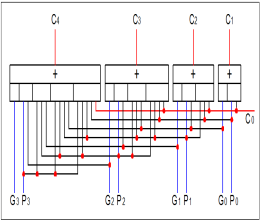 C4 C3 C2 C1
+ + + +
C0
G3 P3 G2 P2 G1 P1 G0 P0